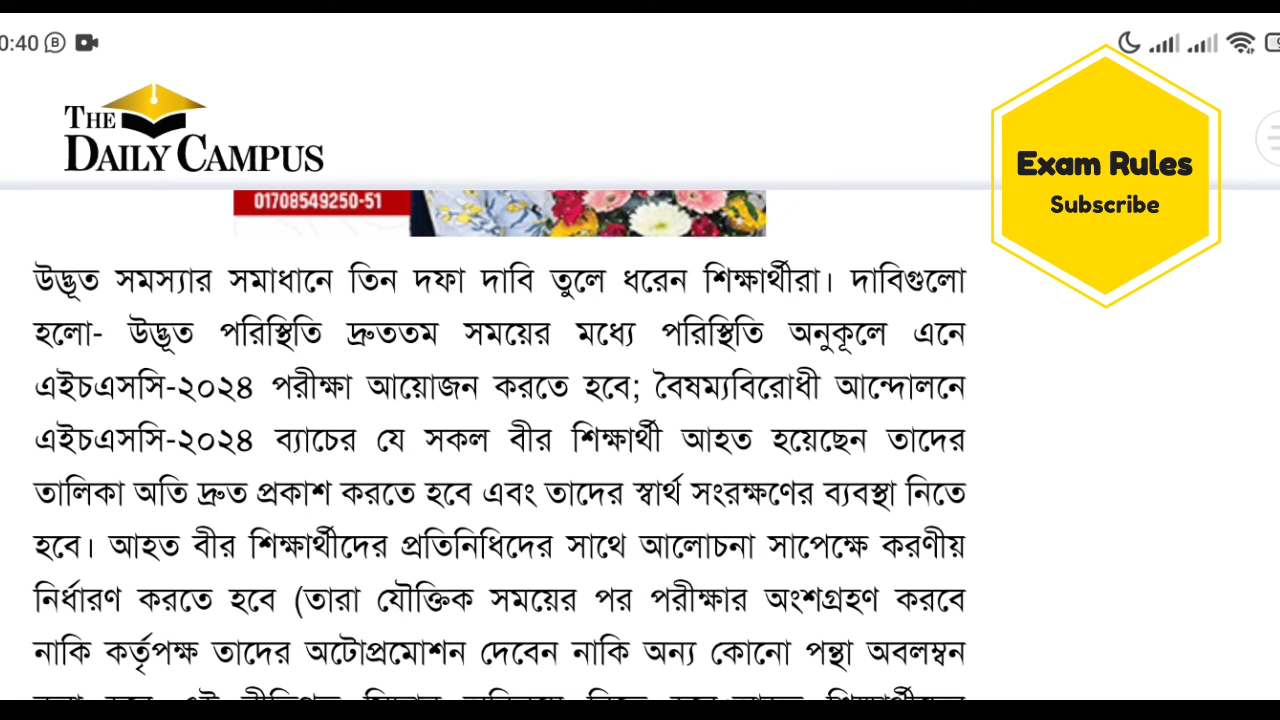 0:40
THE
DAILY CAMPUS
Exam Rules
Subscribe
01708549250-51
উদ্ভূত সমস্যার সমাধানে তিন দফা দাবি তুলে ধরেন শিক্ষার্থীরা। দাবিগুলো
হলো- উদ্ভূত পরিস্থিতি দ্রুততম সময়ের মধ্যে পরিস্থিতি অনুকূলে এনে
এইচএসসি-২০২৪ পরীক্ষা আয়োজন করতে হবে; বৈষম্যবিরোধী আন্দোলনে
এইচএসসি-২০২৪ ব্যাচের যে সকল বীর শিক্ষার্থী আহত হয়েছেন তাদের
তালিকা অতি দ্রুত প্রকাশ করতে হবে এবং তাদের স্বার্থ সংরক্ষণের ব্যবস্থা নিতে
হবে। আহত বীর শিক্ষার্থীদের প্রতিনিধিদের সাথে আলোচনা সাপেক্ষে করণীয়
নির্ধারণ করতে হবে (তারা যৌক্তিক সময়ের পর পরীক্ষার অংশগ্রহণ করবে
নাকি কর্তৃপক্ষ তাদের অটোপ্রমোশন দেবেন নাকি অন্য কোনো পন্থা অবলম্বন